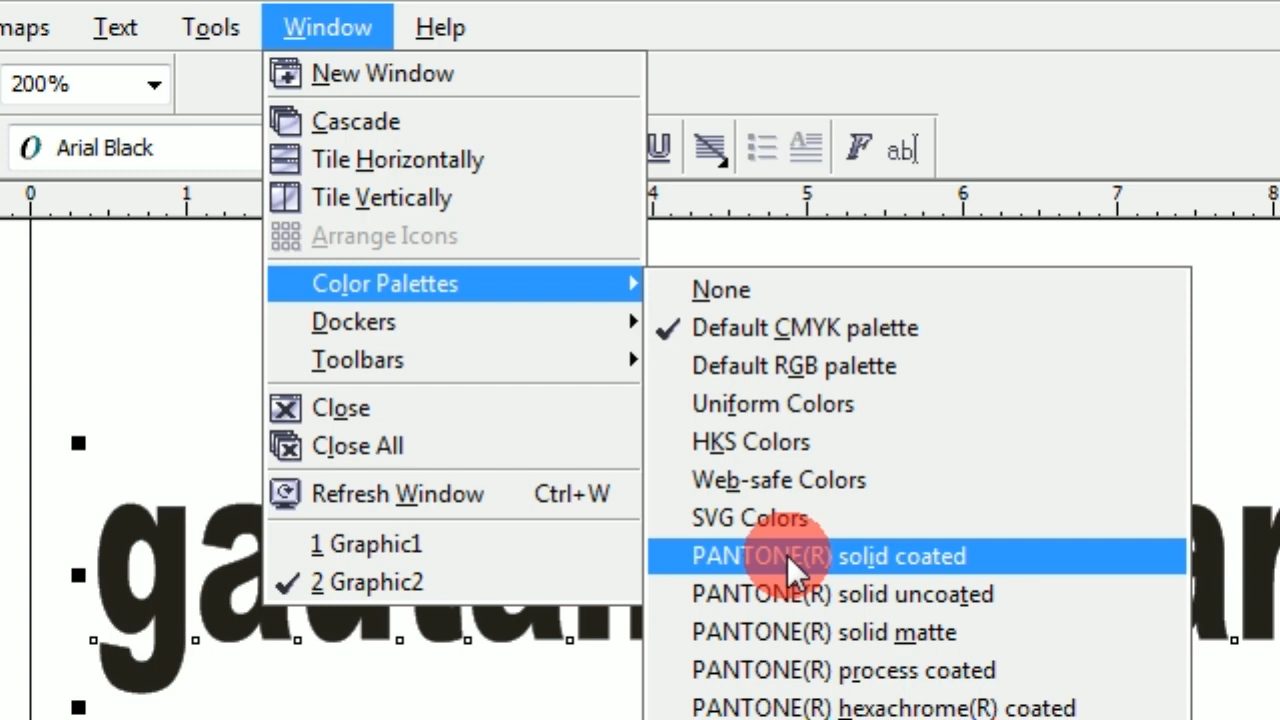 maps Text Tools Window Help
200%
New Window
Cascade
Arial Black
Tile Horizontally
U
ab
Tile Vertically
0 1 4 5 6 7 8
Arrange Icons
Color Palettes
Dockers
Toolbars
Close
Close All
Refresh Window Ctrl+W
1 Graphic1
2 Graphic2
None
Default CMYK palette
Default RGB palette
Uniform Colors
HKS Colors
Web-safe Colors
SVG Colors
PANTONE(R) solid coated
PANTONE(R) solid uncoated
PANTONE(R) solid matte
PANTONE(R) process coated
PANTONE(R) hexachrome(R) coated